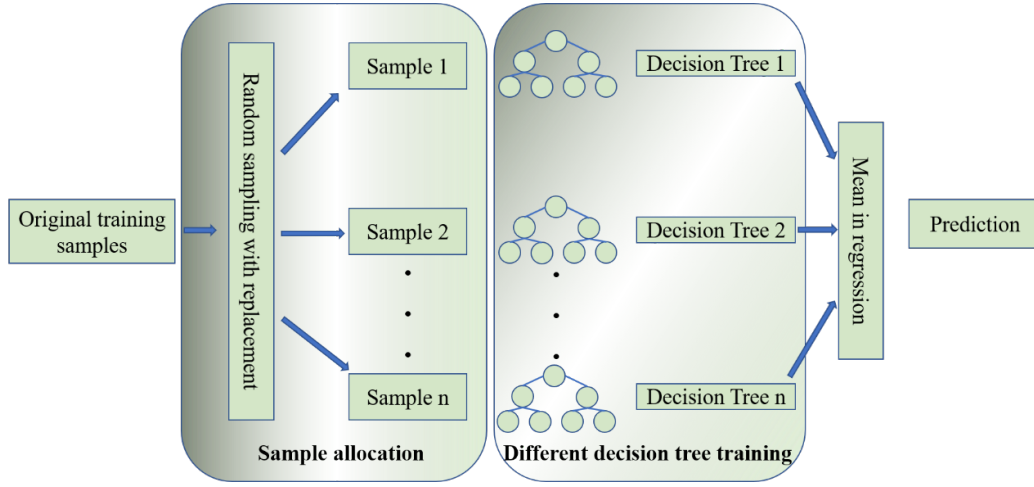 Original training
samples
Random sampling with replacement
Sample 1
Sample 2
Sample n
Sample allocation
Decision Tree 1
Decision Tree 2
Decision Tree n
Different decision tree training
Mean in regression
Prediction